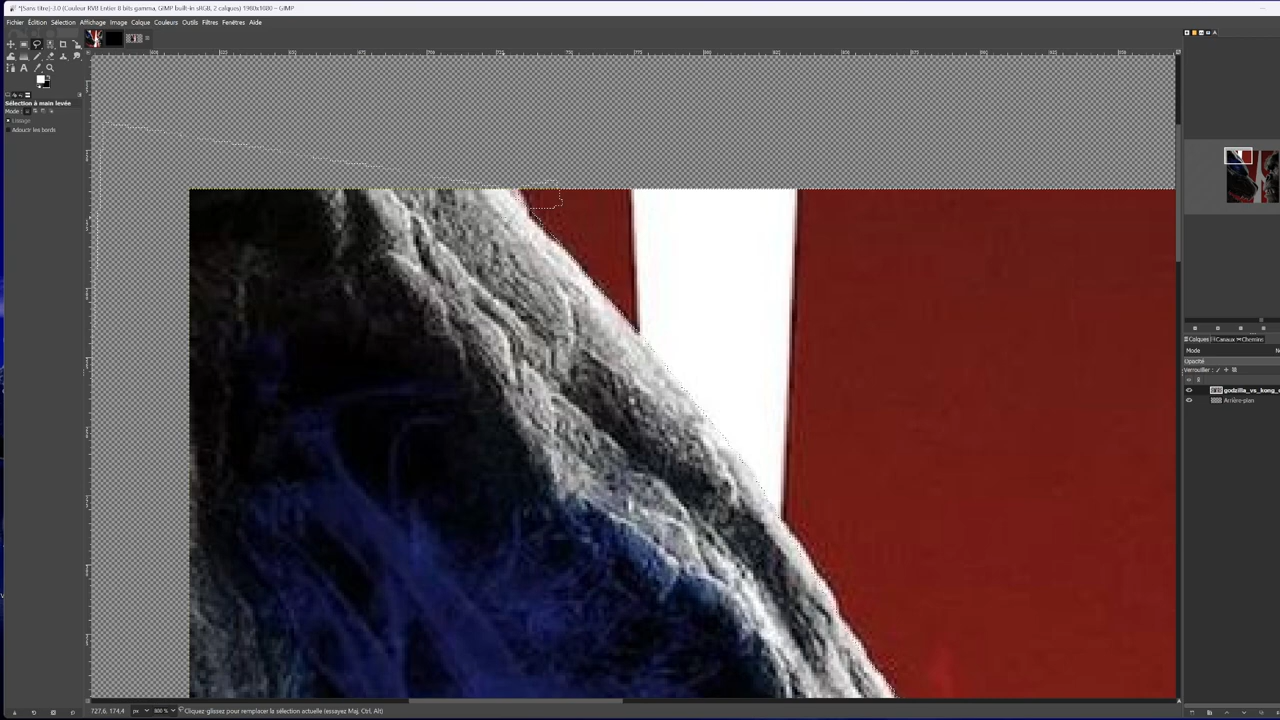 *[Sans titre]-3.0 (Couleur RVB Entier 8 bits gamma, GIMP built-in sRGB, 2 calques) 1980x1080 – GIMP
Fichier Édition Sélection Affichage Image Calque Couleurs Outils Filtres Fenêtres Aide
Sélection à main levée
Mode :
Lissage
Adoucir les bords
Calques Canaux Chemins
Mode
Opacité
Verrouiller :
godzilla_vs_kong_
Arrière-plan
727,6, 174,4 px 800 % Cliquez-glissez pour remplacer la sélection actuelle (essayez Maj, Ctrl, Alt)